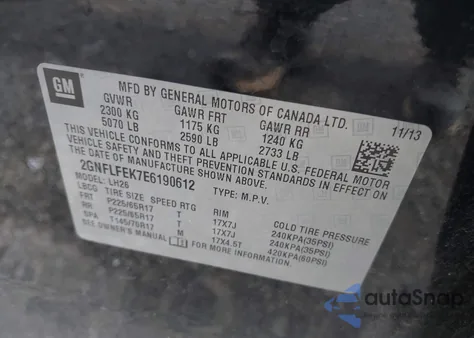 GM
MFD BY GENERAL MOTORS OF CANADA LTD. 11/13
GVWR GAWR FRT GAWR RR
2300 KG 1175 KG 1240 KG
5070 LB 2590 LB 2733 LB
THIS VEHICLE CONFORMS TO ALL APPLICABLE U.S. FEDERAL MOTOR
VEHICLE SAFETY AND THEFT PREVENTION STANDARDS IN EFFECT ON THE
DATE OF MANUFACTURE SHOWN ABOVE.
2GNFLFEK7E6190612 TYPE: M.P.V.
MODEL: LH26
LBCG TIRE SIZE SPEED RTG RIM COLD TIRE PRESSURE
FRT P225/65R17 T 17X7J 240KPA(35PSI)
RR P225/65R17 T 17X7J 240KPA(35PSI)
SPA T145/70R17 M 17X4.5T 420KPA(60PSI)
SEE OWNER'S MANUAL
autoSnap